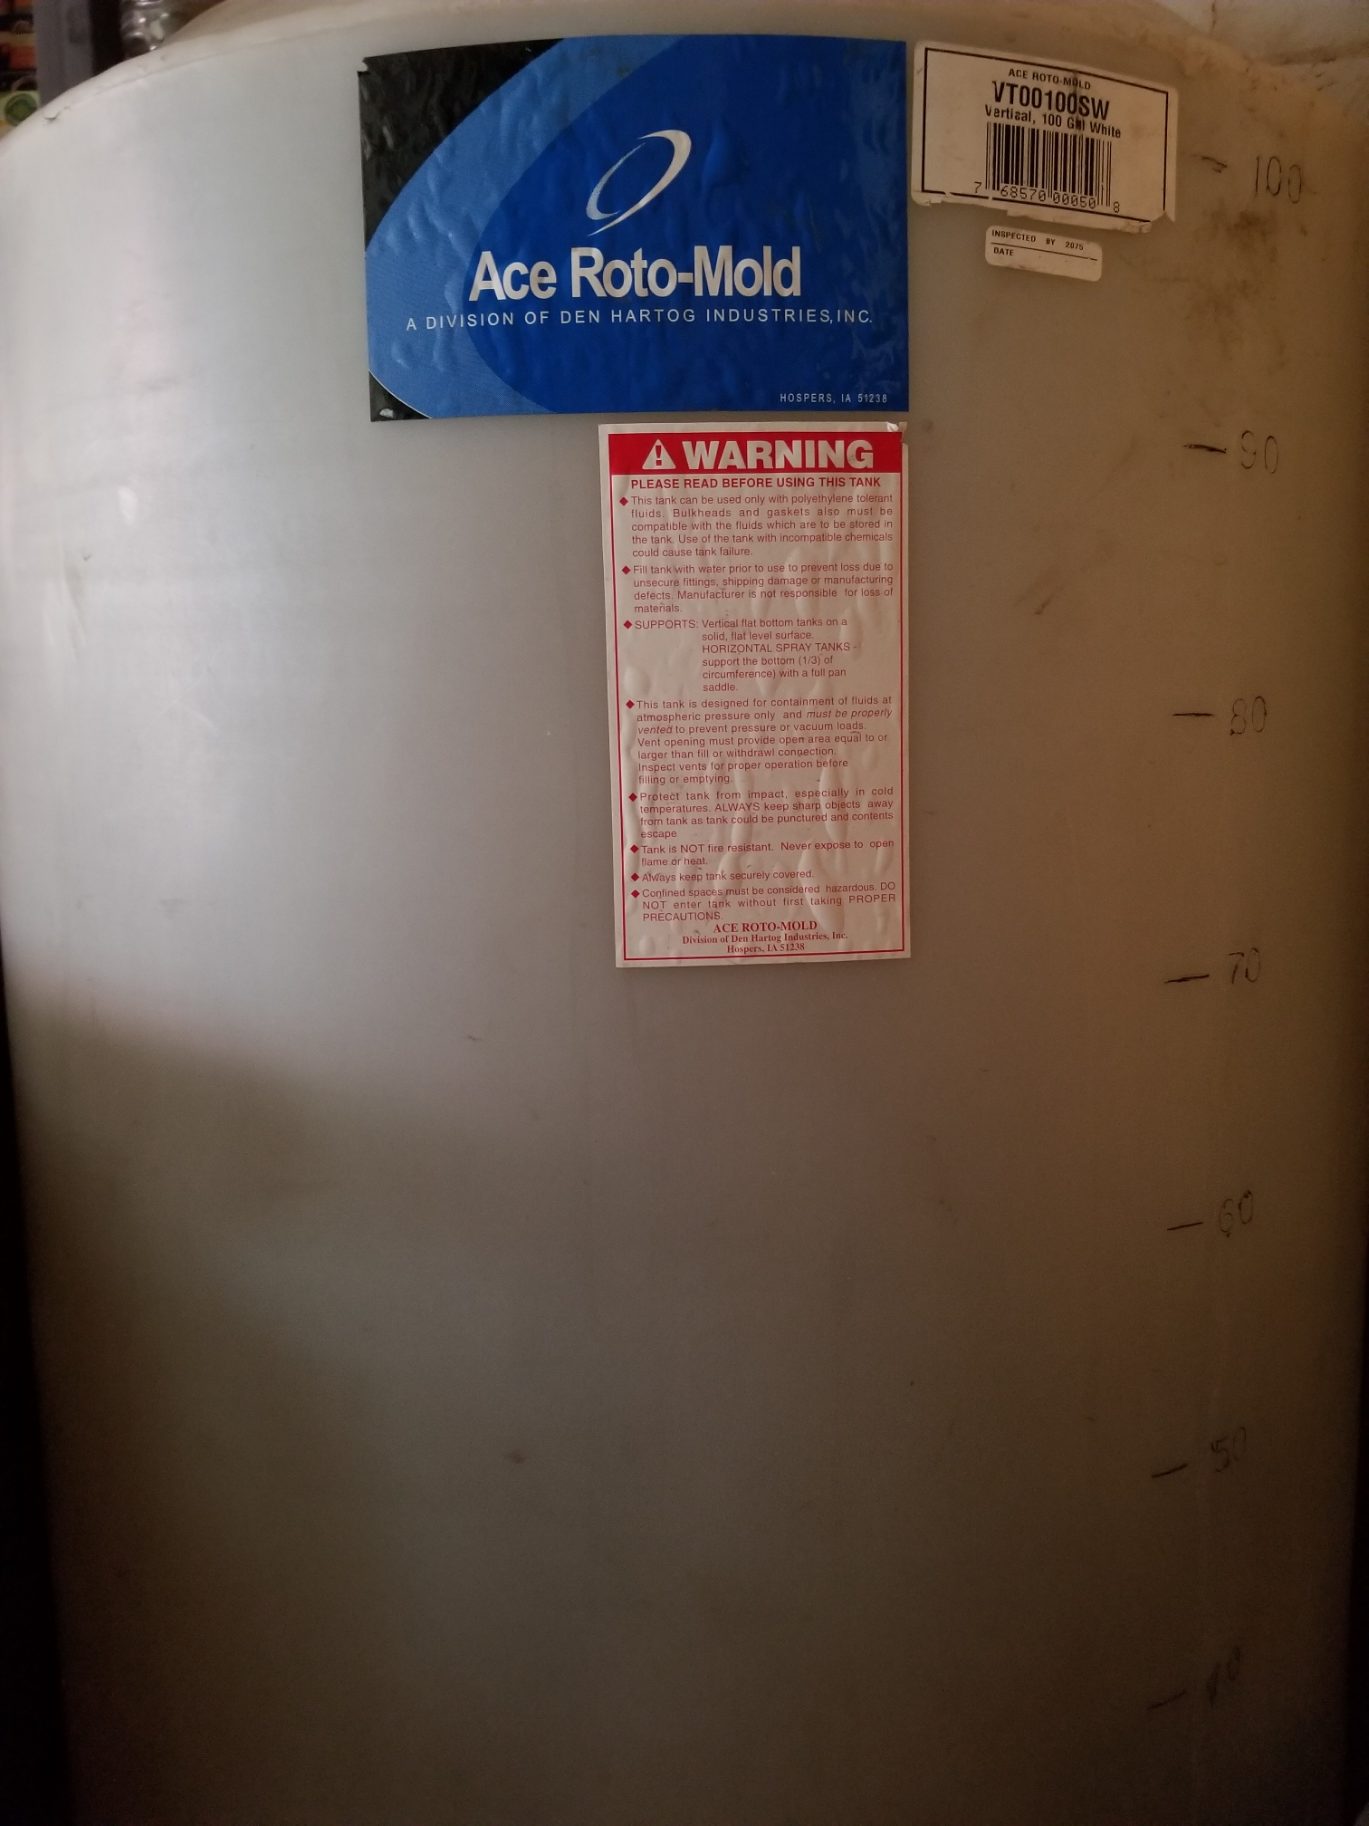 Ace Roto-Mold
A DIVISION OF DEN HARTOG INDUSTRIES, INC.
HOSPERS, IA 51238
ACE ROTO-MOLD
VT00100SW
Vertical, 100 Gal White
7 68570 00050 8
INSPECTED BY 2075
DATE
WARNING
PLEASE READ BEFORE USING THIS TANK
This tank can be used only with polyethylene tolerant
fluids. Bulkheads and gaskets also must be
compatible with the fluids which are to be stored in
the tank. Use of the tank with incompatible chemicals
could cause tank failure.
Fill tank with water prior to use to prevent loss due to
unsecure fittings, shipping damage or manufacturing
defects. Manufacturer is not responsible for loss of
materials.
SUPPORTS: Vertical flat bottom tanks on a
solid, flat level surface.
HORIZONTAL SPRAY TANKS -
support the bottom (1/3) of
circumference) with a full pan
saddle.
This tank is designed for containment of fluids at
atmospheric pressure only and must be properly
vented to prevent pressure or vacuum loads.
Vent opening must provide open area equal to or
larger than fill or withdrawl connection.
Inspect vents for proper operation before
filling or emptying.
Protect tank from impact, especially in cold
temperatures. ALWAYS keep sharp objects away
from tank as tank could be punctured and contents
escape.
Tank is NOT fire resistant. Never expose to open
flame or heat.
Always keep tank securely covered.
Confined spaces must be considered hazardous. DO
NOT enter tank without first taking PROPER
PRECAUTIONS.
ACE ROTO-MOLD
Division of Den Hartog Industries, Inc.
Hospers, IA 51238
100
90
80
70
60
50
40